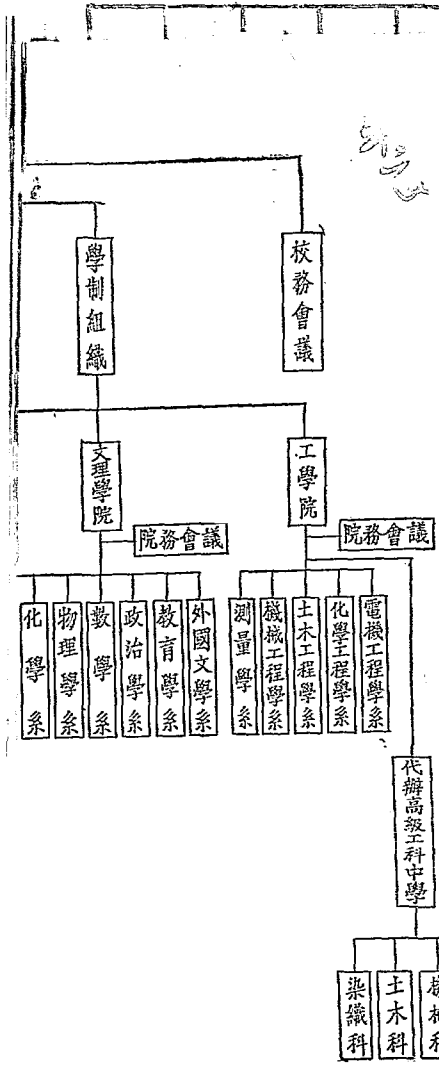 校務會議
學制組織
工學院
院務會議
文理學院
院務會議
電機工程學系
化學工程學系
土木工程學系
機械工程學系
測量學系
外國文學系
教育學系
政治學系
數學系
物理學系
化學系
代辦高級工科中學
土木科
染織科